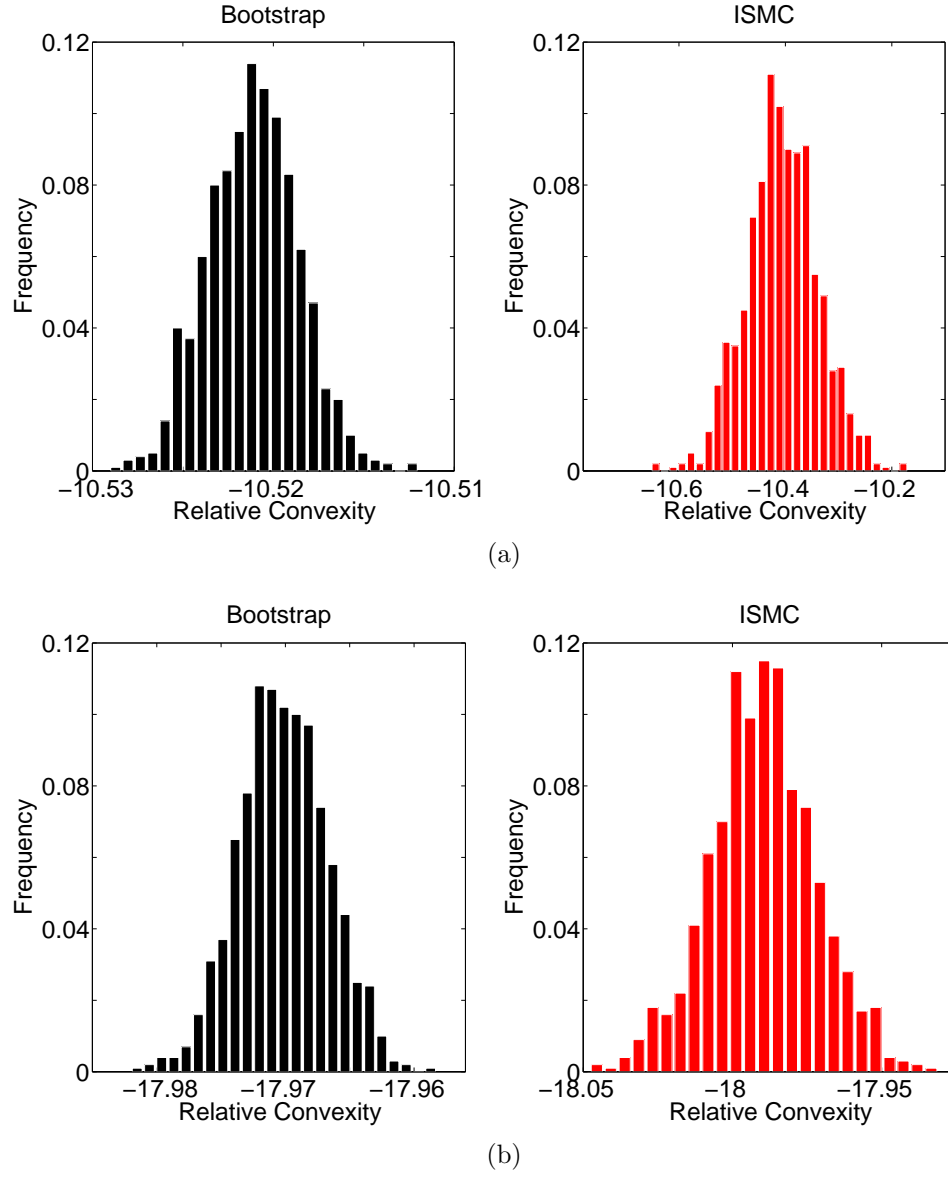 Bootstrap
0.12
0.08
0.04
0
Frequency
−10.53
−10.52
−10.51
Relative Convexity
ISMC
0.12
0.08
0.04
0
Frequency
−10.6
−10.4
−10.2
Relative Convexity
(a)
Bootstrap
0.12
0.08
0.04
0
Frequency
−17.98
−17.97
−17.96
Relative Convexity
ISMC
0.12
0.08
0.04
0
Frequency
−18.05
−18
−17.95
Relative Convexity
(b)